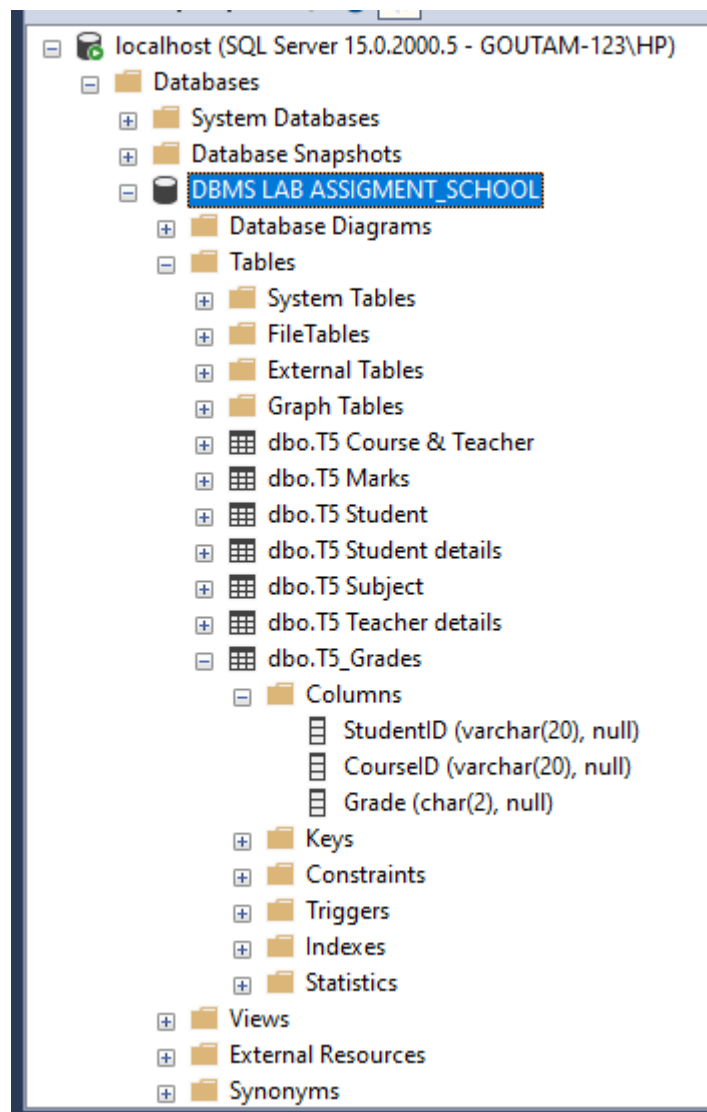 localhost (SQL Server 15.0.2000.5 - GOUTAM-123\HP)
Databases
System Databases
Database Snapshots
DBMS LAB ASSIGMENT_SCHOOL
Database Diagrams
Tables
System Tables
FileTables
External Tables
Graph Tables
dbo.T5 Course & Teacher
dbo.T5 Marks
dbo.T5 Student
dbo.T5 Student details
dbo.T5 Subject
dbo.T5 Teacher details
dbo.T5_Grades
Columns
StudentID (varchar(20), null)
CourseID (varchar(20), null)
Grade (char(2), null)
Keys
Constraints
Triggers
Indexes
Statistics
Views
External Resources
Synonyms